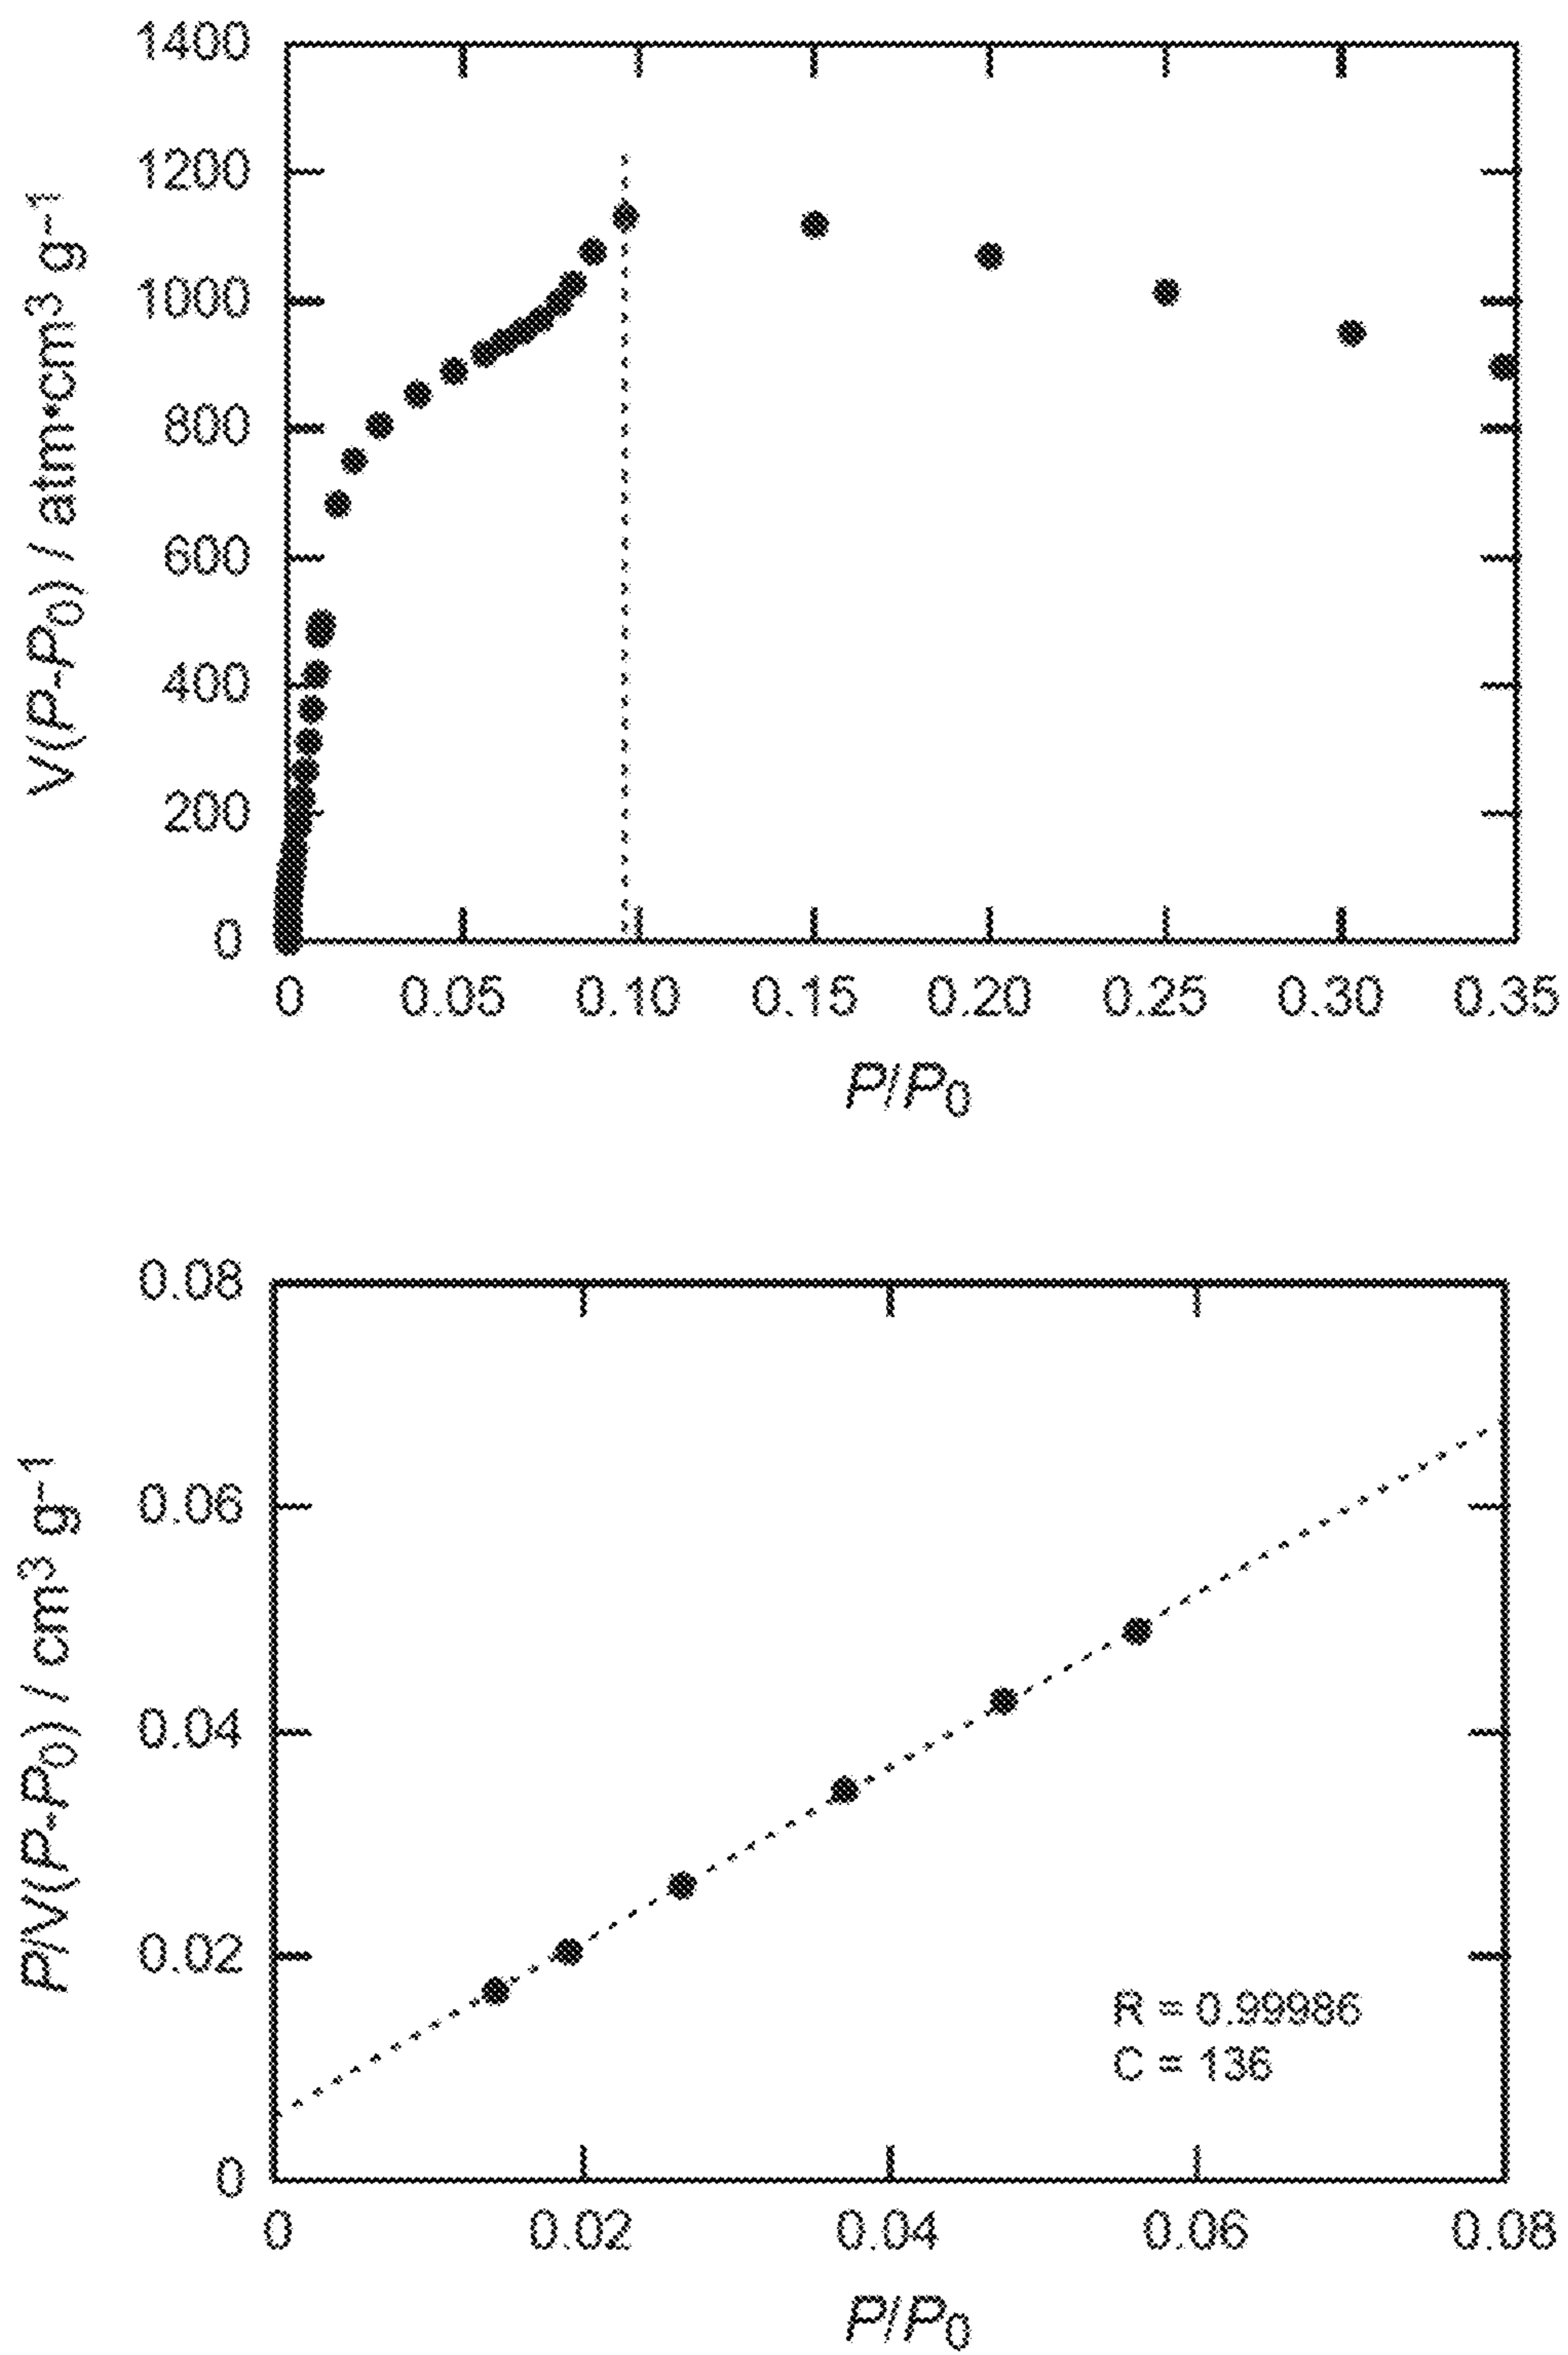 V(P-P0) / atm•cm3 g–1
1400
1200
1000
800
600
400
200
0
0 0.05 0.10 0.15 0.20 0.25 0.30 0.35
P/P0
P/V(P-P0) / cm3 g–1
0.08
0.06
0.04
0.02
0
R = 0.99986
C = 136
0 0.02 0.04 0.06 0.08
P/P0